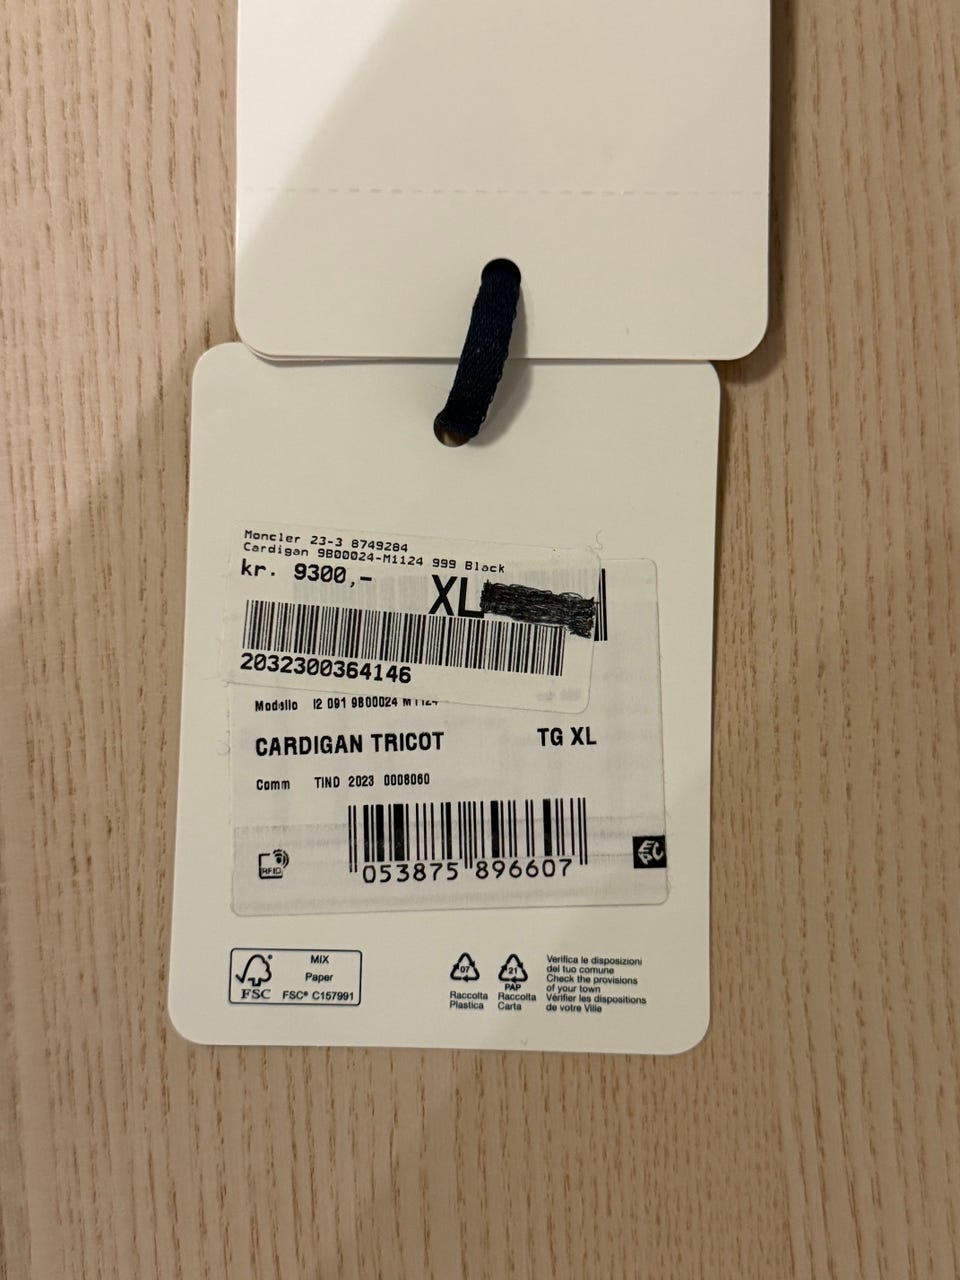 Moncler 23-3 8749284
Cardigan 9B00024-M1124 999 Black
kr. 9300,-
XL
2032300364146
Modello I2 091 9B00024 M1124
CARDIGAN TRICOT TG XL
Comm TIND 2023 0008060
RFID
053875 896607
MIX
Paper
FSC
FSC® C157991
07
21
PAP
Raccolta
Plastica
Raccolta
Carta
Verifica le disposizioni
del tuo comune
Check the provisions
of your town
Vérifier les dispositions
de votre Ville